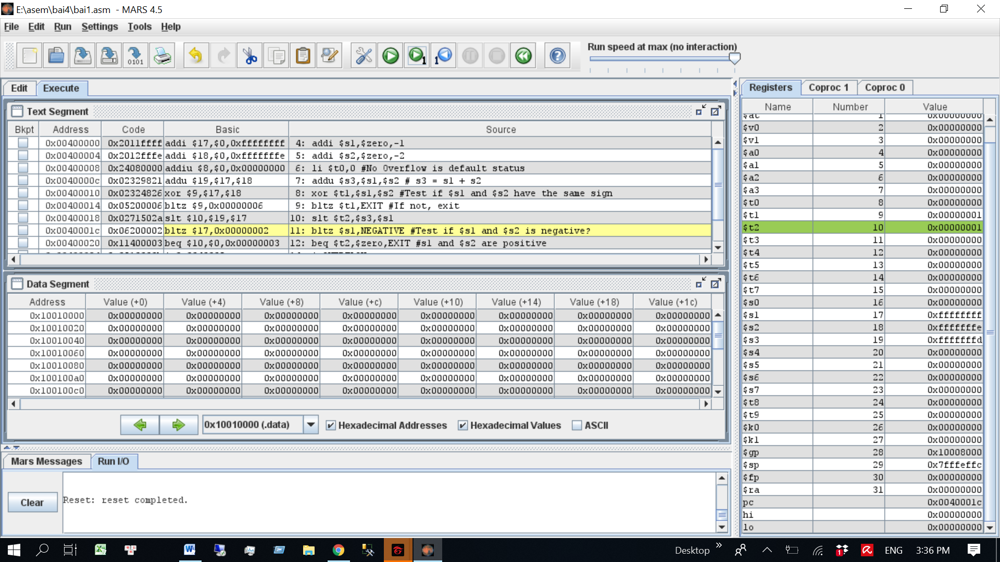 E:\asem\bai4\bai1.asm - MARS 4.5
File Edit Run Settings Tools Help
Run speed at max (no interaction)
Edit Execute
Text Segment
Bkpt Address Code Basic Source
0x00400000 0x2011ffff addi $17,$0,0xffffffff 4: addi $s1,$zero,-1
0x00400004 0x2012fffe addi $18,$0,0xfffffffe 5: addi $s2,$zero,-2
0x00400008 0x24080000 addiu $8,$0,0x00000000 6: li $t0,0 #No Overflow is default status
0x0040000c 0x02329821 addu $19,$17,$18 7: addu $s3,$s1,$s2 # s3 = s1 + s2
0x00400010 0x02324826 xor $9,$17,$18 8: xor $t1,$s1,$s2 #Test if $s1 and $s2 have the same sign
0x00400014 0x05200006 bltz $9,0x00000006 9: bltz $t1,EXIT #If not, exit
0x00400018 0x0271502a slt $10,$19,$17 10: slt $t2,$s3,$s1
0x0040001c 0x06200002 bltz $17,0x00000002 11: bltz $s1,NEGATIVE #Test if $s1 and $s2 is negative?
0x00400020 0x11400003 beq $10,$0,0x00000003 12: beq $t2,$zero,EXIT #s1 and $s2 are positive
Data Segment
Address Value (+0) Value (+4) Value (+8) Value (+c) Value (+10) Value (+14) Value (+18) Value (+1c)
0x10010000 0x00000000 0x00000000 0x00000000 0x00000000 0x00000000 0x00000000 0x00000000 0x00000000
0x10010020 0x00000000 0x00000000 0x00000000 0x00000000 0x00000000 0x00000000 0x00000000 0x00000000
0x10010040 0x00000000 0x00000000 0x00000000 0x00000000 0x00000000 0x00000000 0x00000000 0x00000000
0x10010060 0x00000000 0x00000000 0x00000000 0x00000000 0x00000000 0x00000000 0x00000000 0x00000000
0x10010080 0x00000000 0x00000000 0x00000000 0x00000000 0x00000000 0x00000000 0x00000000 0x00000000
0x100100a0 0x00000000 0x00000000 0x00000000 0x00000000 0x00000000 0x00000000 0x00000000 0x00000000
0x100100c0 0x00000000 0x00000000 0x00000000 0x00000000 0x00000000 0x00000000 0x00000000 0x00000000
0x10010000 (.data) Hexadecimal Addresses Hexadecimal Values ASCII
Mars Messages Run I/O
Clear
Reset: reset completed.
Registers Coproc 1 Coproc 0
Name Number Value
$at 1 0x00000000
$v0 2 0x00000000
$v1 3 0x00000000
$a0 4 0x00000000
$a1 5 0x00000000
$a2 6 0x00000000
$a3 7 0x00000000
$t0 8 0x00000000
$t1 9 0x00000001
$t2 10 0x00000001
$t3 11 0x00000000
$t4 12 0x00000000
$t5 13 0x00000000
$t6 14 0x00000000
$t7 15 0x00000000
$s0 16 0x00000000
$s1 17 0xffffffff
$s2 18 0xfffffffe
$s3 19 0xfffffffd
$s4 20 0x00000000
$s5 21 0x00000000
$s6 22 0x00000000
$s7 23 0x00000000
$t8 24 0x00000000
$t9 25 0x00000000
$k0 26 0x00000000
$k1 27 0x00000000
$gp 28 0x10008000
$sp 29 0x7fffeffc
$fp 30 0x00000000
$ra 31 0x00000000
pc 0x0040001c
hi 0x00000000
lo 0x00000000
Desktop ENG 3:36 PM